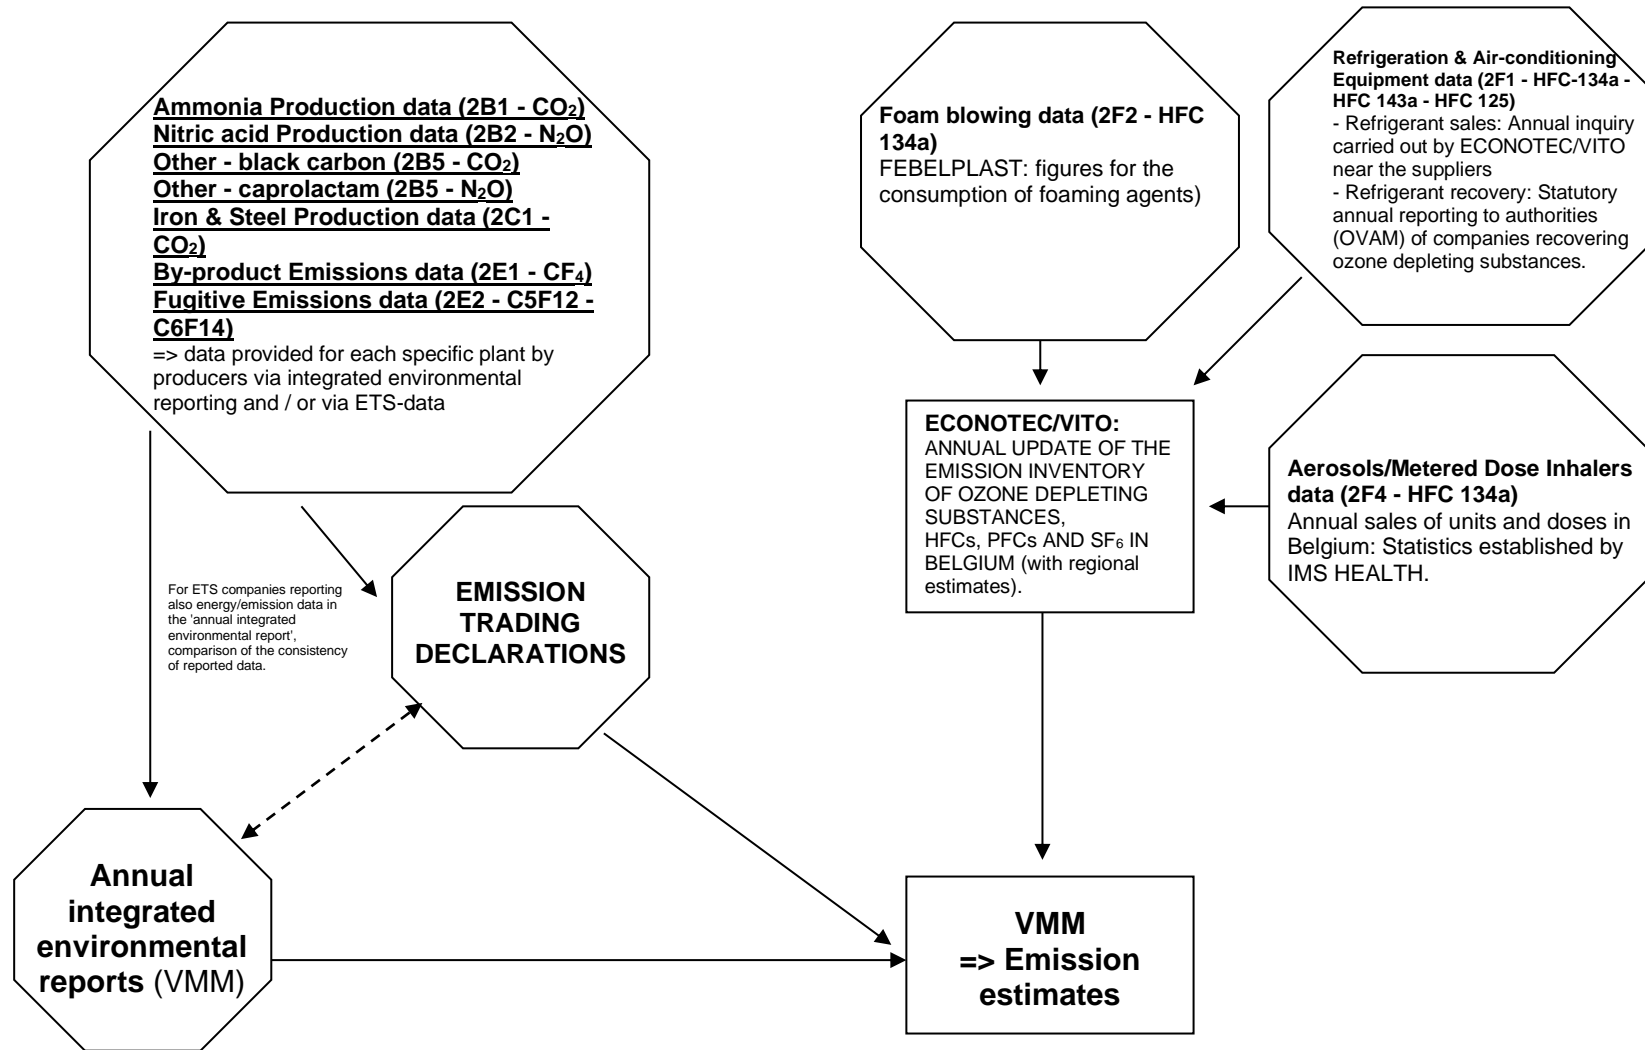 Ammonia Production data (2B1 - CO₂)
Nitric acid Production data (2B2 - N₂O)
Other - black carbon (2B5 - CO₂)
Other - caprolactam (2B5 - N₂O)
Iron & Steel Production data (2C1 -
CO₂)
By-product Emissions data (2E1 - CF₄)
Fugitive Emissions data (2E2 - C5F12 -
C6F14)
=> data provided for each specific plant by
producers via integrated environmental
reporting and / or via ETS-data
Foam blowing data (2F2 - HFC
134a)
FEBELPLAST: figures for the
consumption of foaming agents)
Refrigeration & Air-conditioning
Equipment data (2F1 - HFC-134a -
HFC 143a - HFC 125)
- Refrigerant sales: Annual inquiry
carried out by ECONOTEC/VITO
near the suppliers
- Refrigerant recovery: Statutory
annual reporting to authorities
(OVAM) of companies recovering
ozone depleting substances.
ECONOTEC/VITO:
ANNUAL UPDATE OF THE
EMISSION INVENTORY
OF OZONE DEPLETING
SUBSTANCES,
HFCs, PFCs AND SF₆ IN
BELGIUM (with regional
estimates).
Aerosols/Metered Dose Inhalers
data (2F4 - HFC 134a)
Annual sales of units and doses in
Belgium: Statistics established by
IMS HEALTH.
For ETS companies reporting
also energy/emission data in
the 'annual integrated
environmental report',
comparison of the consistency
of reported data.
EMISSION
TRADING
DECLARATIONS
Annual
integrated
environmental
reports (VMM)
VMM
=> Emission
estimates